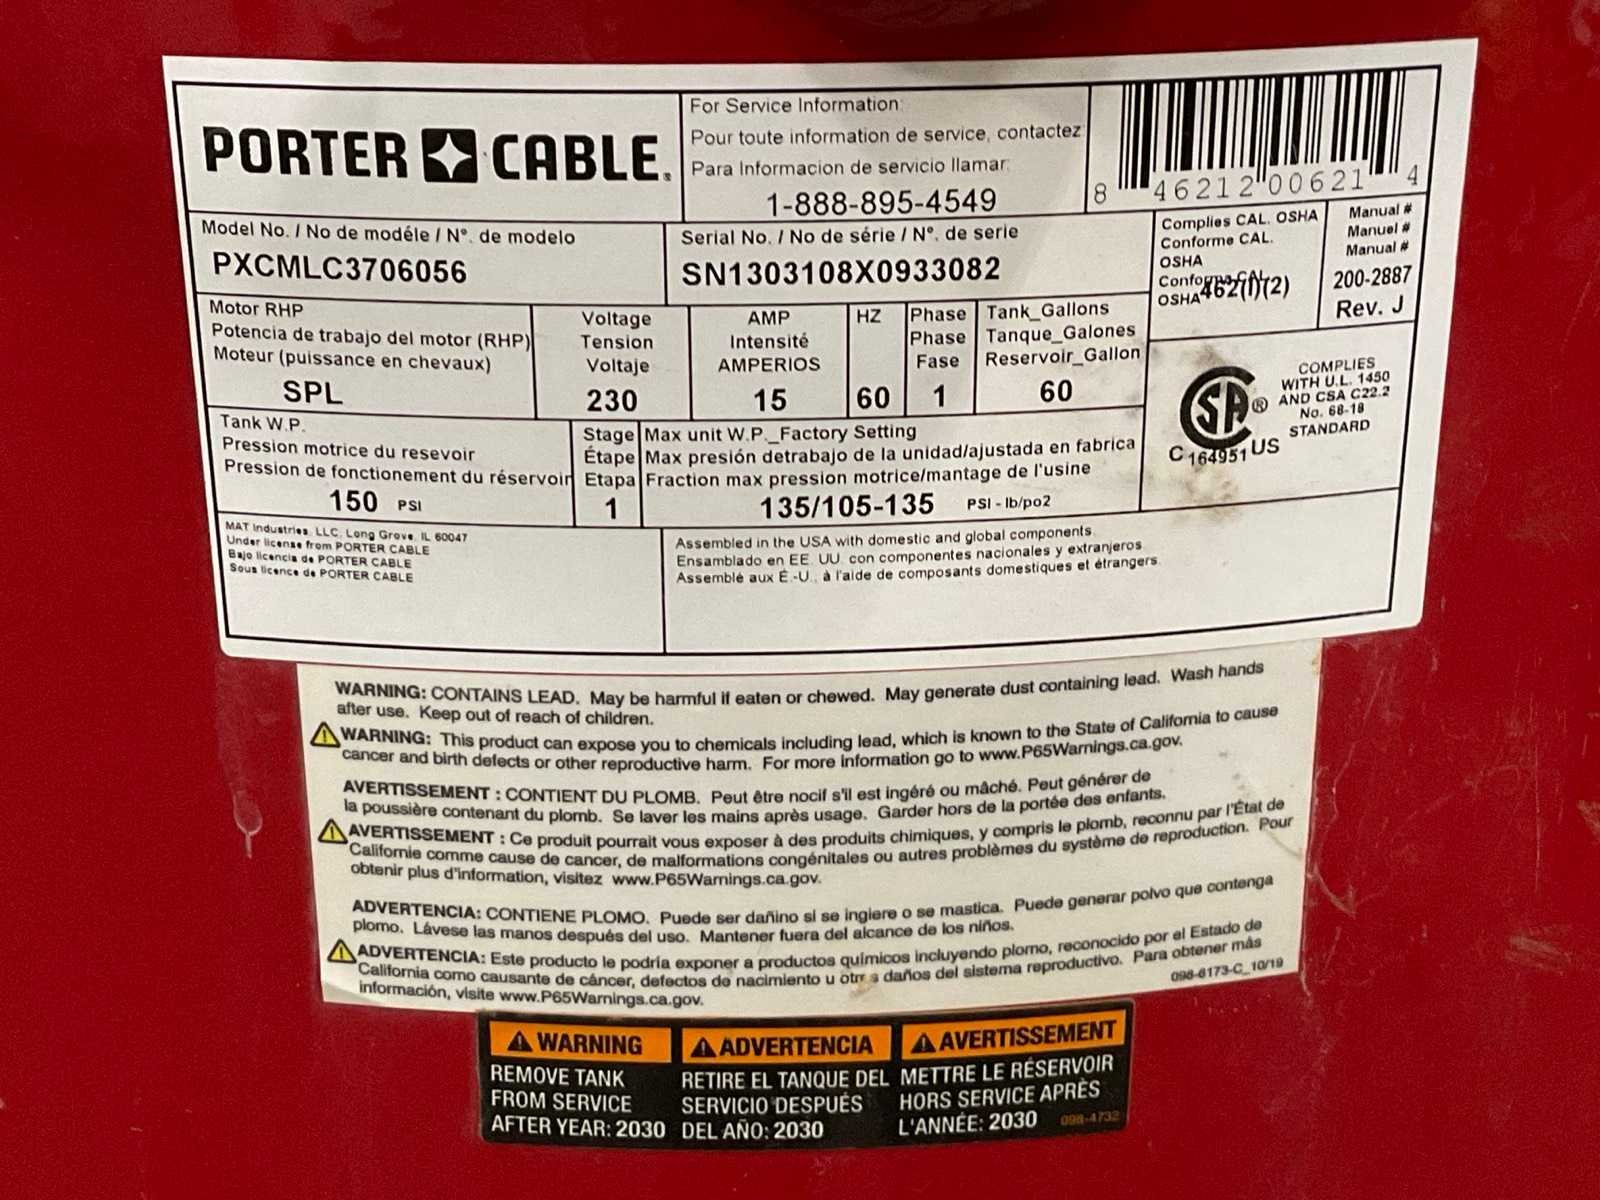 PORTER CABLE®
For Service Information:
Pour toute information de service, contactez
Para Informacion de servicio llamar:
1-888-895-4549
8 46212 00621 4
Model No. / No de modéle / Nº. de modelo
PXCMLC3706056
Serial No. / No de série / Nº. de serie
SN1303108X0933082
Complies CAL. OSHA
Conforme CAL.
OSHA
Conforma CAL.
OSHA 462(l)(2)
Manual #
Manuel #
Manual #
200-2887
Rev. J
Motor RHP
Potencia de trabajo del motor (RHP)
Moteur (puissance en chevaux)
SPL
Voltage
Tension
Voltaje
230
AMP
Intensité
AMPERIOS
15
HZ
60
Phase
Phase
Fase
1
Tank_Gallons
Tanque_Galones
Reservoir_Gallon
60
CSA®
C US
164951
COMPLIES
WITH U.L. 1450
AND CSA C22.2
No. 68-18
STANDARD
Tank W.P.
Pression motrice du resevoir
Pression de fonctionement du réservoir
150 PSI
Stage
Étape
Etapa
1
Max unit W.P._Factory Setting
Max presión detrabajo de la unidad/ajustada en fabrica
Fraction max pression motrice/mantage de l'usine
135/105-135 PSI - lb/po2
MAT Industries, LLC, Long Grove, IL 60047
Under license from PORTER CABLE
Bajo licencia de PORTER CABLE
Sous licence de PORTER CABLE
Assembled in the USA with domestic and global components.
Ensamblado en EE. UU. con componentes nacionales y extranjeros
Assemblé aux É.-U., à l'aide de composants domestiques et étrangers.
WARNING: CONTAINS LEAD. May be harmful if eaten or chewed. May generate dust containing lead. Wash hands
after use. Keep out of reach of children.
WARNING: This product can expose you to chemicals including lead, which is known to the State of California to cause
cancer and birth defects or other reproductive harm. For more information go to www.P65Warnings.ca.gov.
AVERTISSEMENT : CONTIENT DU PLOMB. Peut être nocif s'il est ingéré ou mâché. Peut générer de
la poussière contenant du plomb. Se laver les mains après usage. Garder hors de la portée des enfants.
AVERTISSEMENT : Ce produit pourrait vous exposer à des produits chimiques, y compris le plomb, reconnu par l'État de
Californie comme cause de cancer, de malformations congénitales ou autres problèmes du système de reproduction. Pour
obtenir plus d'information, visitez www.P65Warnings.ca.gov.
ADVERTENCIA: CONTIENE PLOMO. Puede ser dañino si se ingiere o se mastica. Puede generar polvo que contenga
plomo. Lávese las manos después del uso. Mantener fuera del alcance de los niños.
ADVERTENCIA: Este producto le podría exponer a productos químicos incluyendo plomo, reconocido por el Estado de
California como causante de cáncer, defectos de nacimiento u otros daños del sistema reproductivo. Para obtener más
información, visite www.P65Warnings.ca.gov.
098-6173-C_10/19
WARNING
REMOVE TANK
FROM SERVICE
AFTER YEAR: 2030
ADVERTENCIA
RETIRE EL TANQUE DEL
SERVICIO DESPUÉS
DEL AÑO: 2030
AVERTISSEMENT
METTRE LE RÉSERVOIR
HORS SERVICE APRÈS
L'ANNÉE: 2030
098-4732